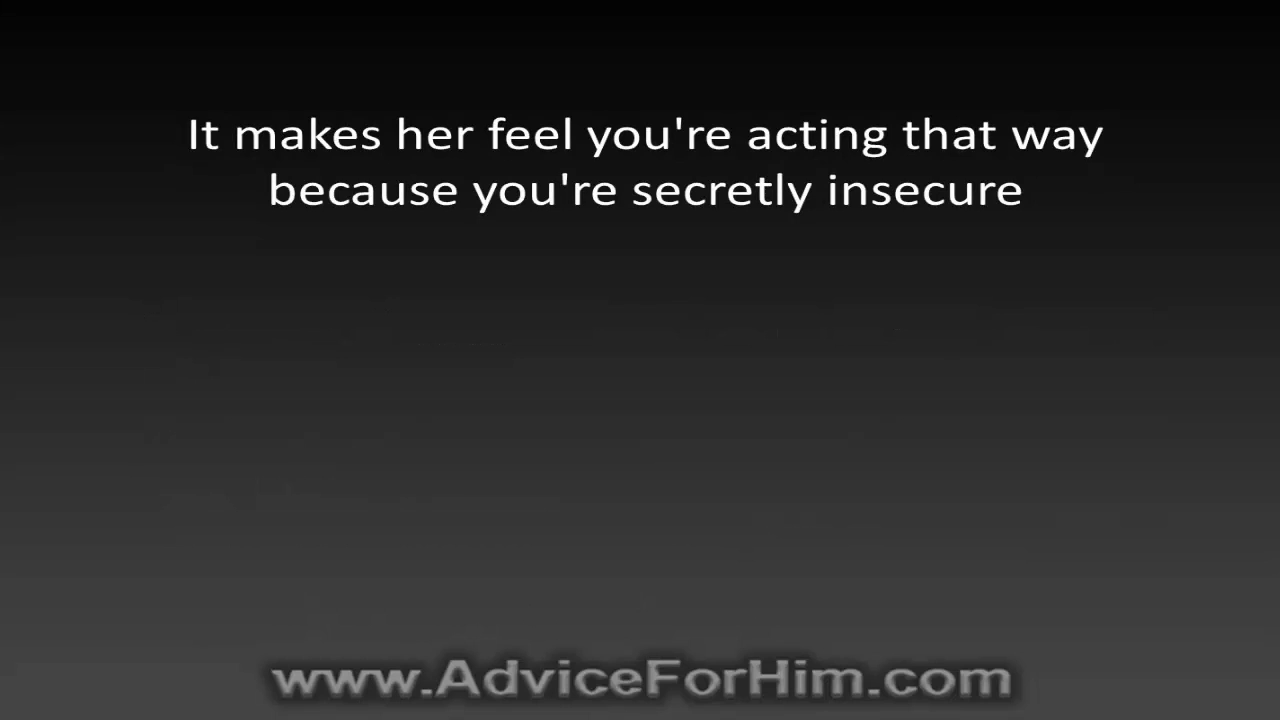 It makes her feel you're acting that way
because you're secretly insecure
www.AdviceForHim.com